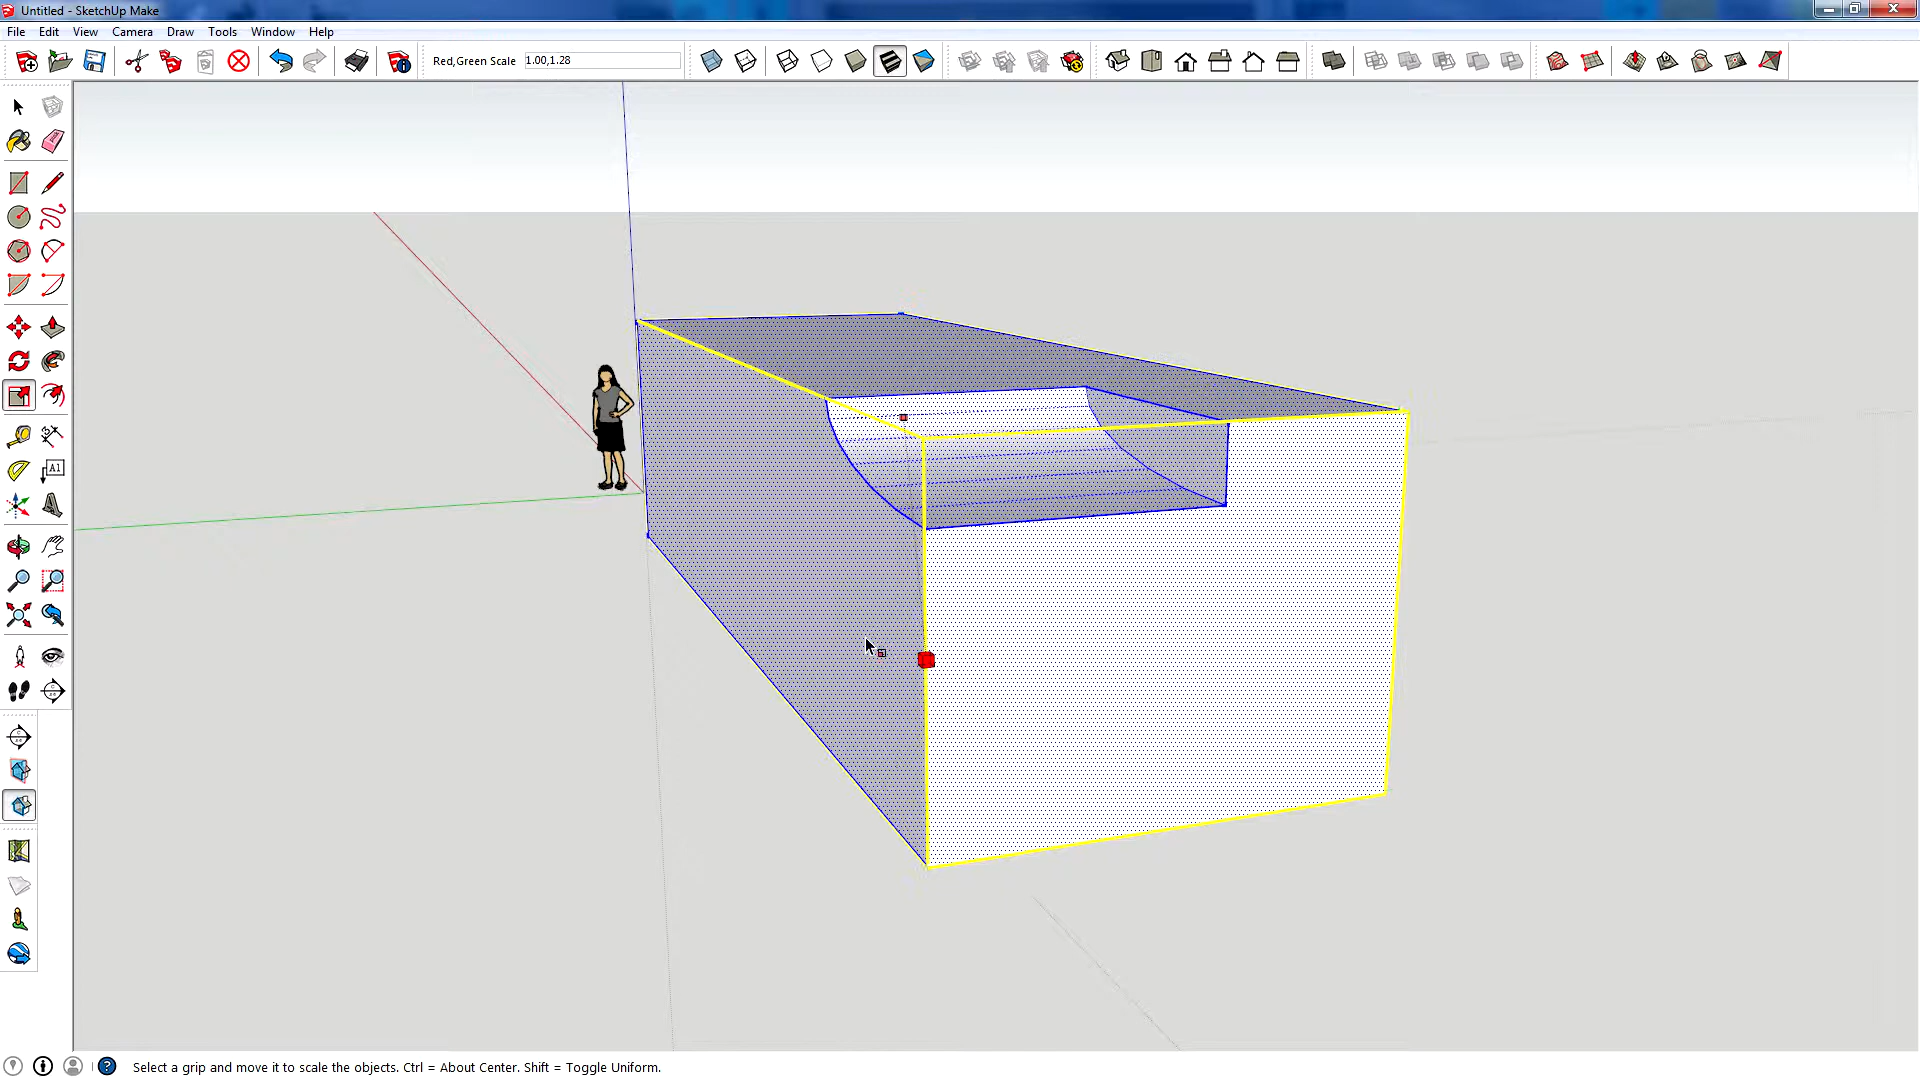 Untitled - SketchUp Make
File Edit View Camera Draw Tools Window Help
Red,Green Scale 1.00,1.28
A1
Select a grip and move it to scale the objects. Ctrl = About Center. Shift = Toggle Uniform.